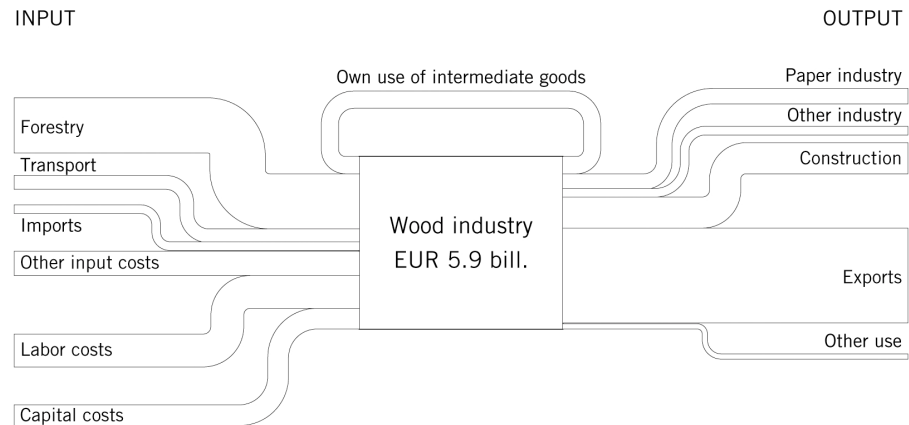 INPUT
OUTPUT
Own use of intermediate goods
Forestry
Transport
Imports
Other input costs
Labor costs
Capital costs
Wood industry
EUR 5.9 bill.
Paper industry
Other industry
Construction
Exports
Other use